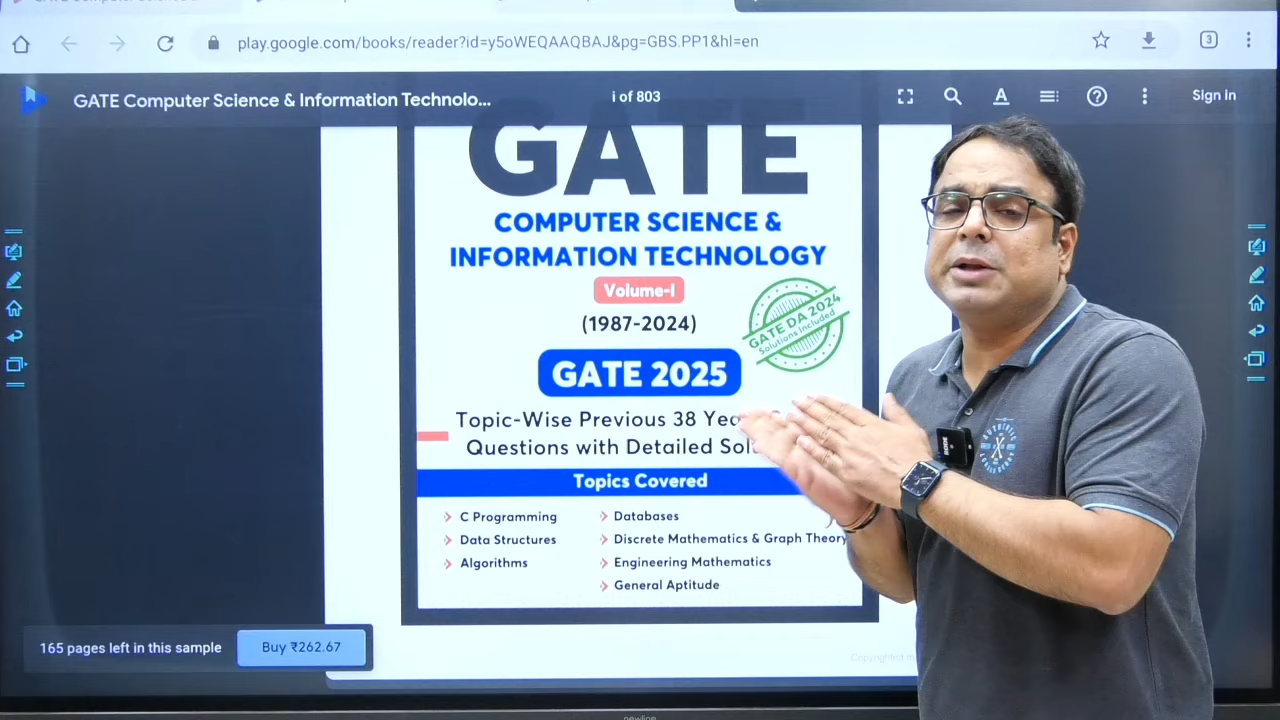 play.google.com/books/reader?id=y5oWEQAAQBAJ&pg=GBS.PP1&hl=en
3
GATE Computer Science & Information Technolo...
i of 803
A
Sign in
GATE
COMPUTER SCIENCE &
INFORMATION TECHNOLOGY
Volume-I
(1987-2024)
GATE DA 2024
Solutions Included
GATE 2025
Topic-Wise Previous 38
Questions with Detailed
Topics Covered
C Programming
Data Structures
Algorithms
Databases
Discrete Mathematics & Graph Theory
Engineering Mathematics
General Aptitude
165 pages left in this sample
Buy ₹262.67
newline